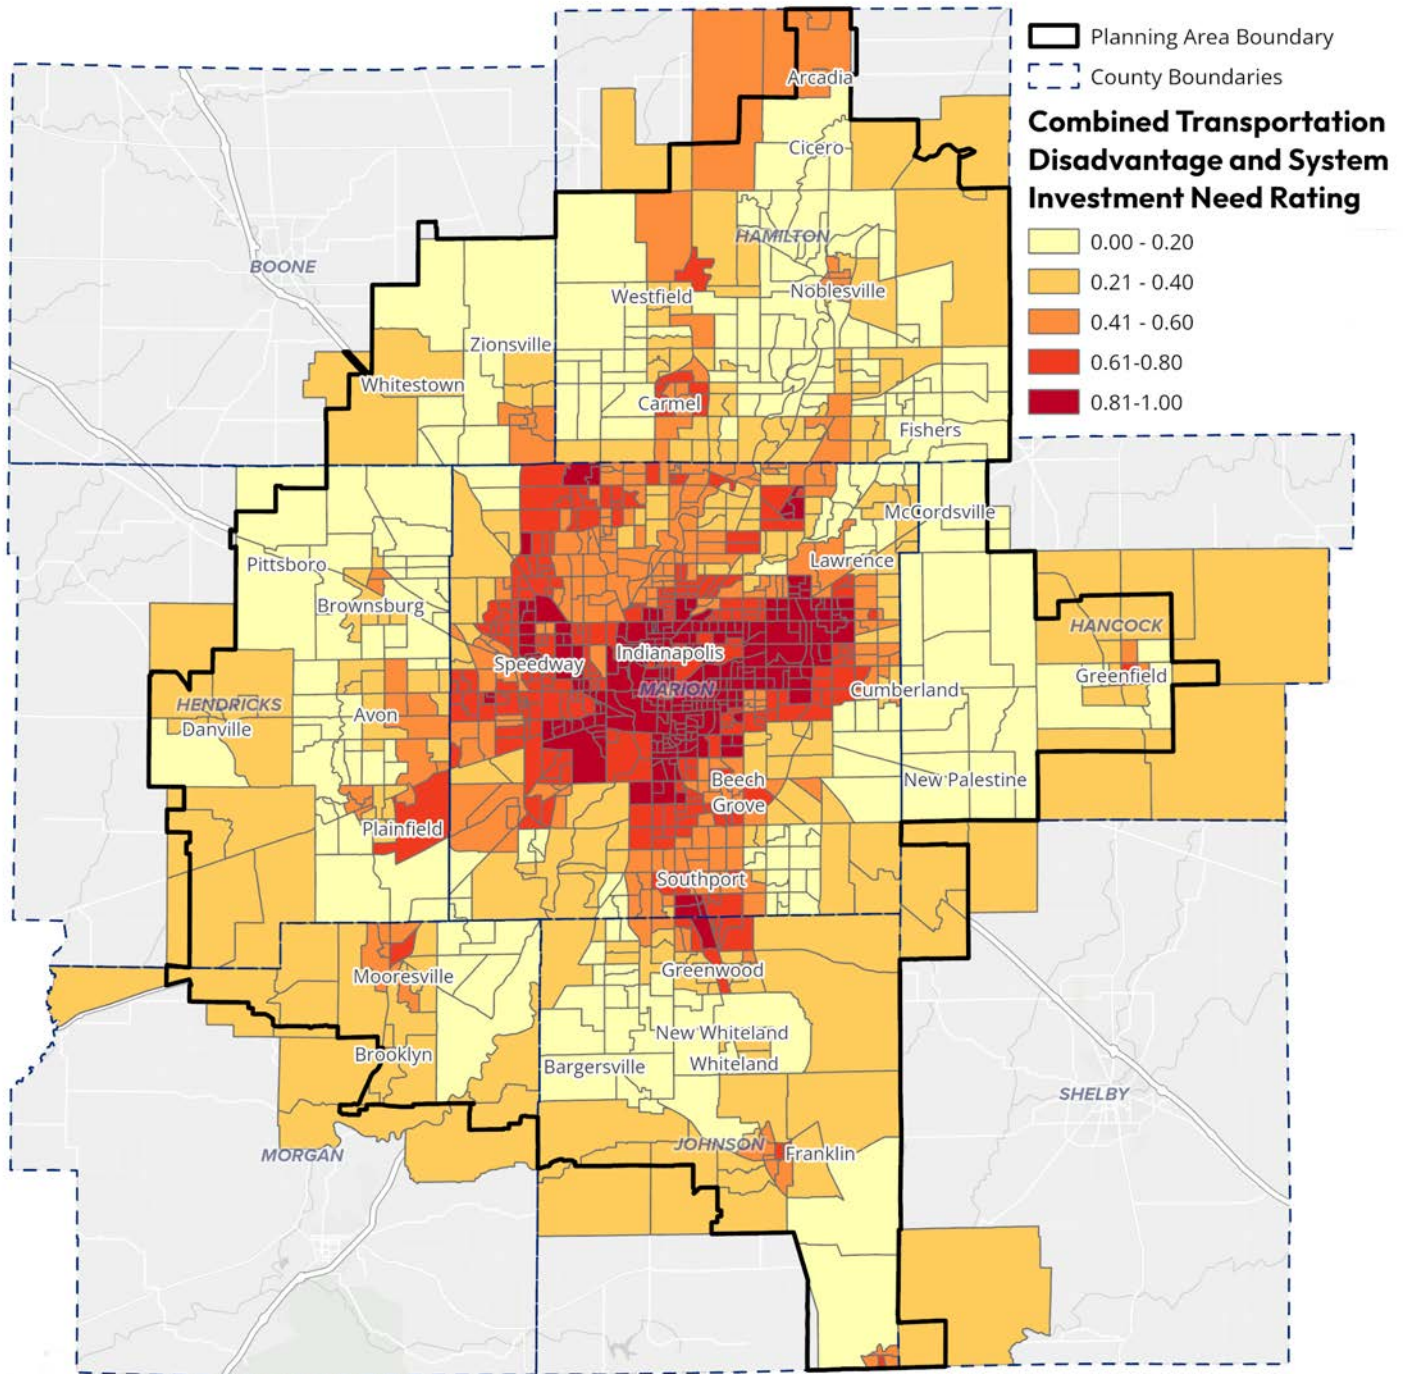 Planning Area Boundary
County Boundaries
Combined Transportation
Disadvantage and System
Investment Need Rating
0.00 - 0.20
0.21 - 0.40
0.41 - 0.60
0.61-0.80
0.81-1.00
Arcadia
Cicero
HAMILTON
BOONE
Westfield
Noblesville
Zionsville
Whitestown
Carmel
Fishers
McCordsville
Pittsboro
Lawrence
Brownsburg
HANCOCK
Indianapolis
Speedway
Greenfield
MARION
Cumberland
HENDRICKS
Avon
Danville
Beech
Grove
New Palestine
Plainfield
Southport
Greenwood
Mooresville
New Whiteland
Brooklyn
Whiteland
Bargersville
SHELBY
JOHNSON
Franklin
MORGAN